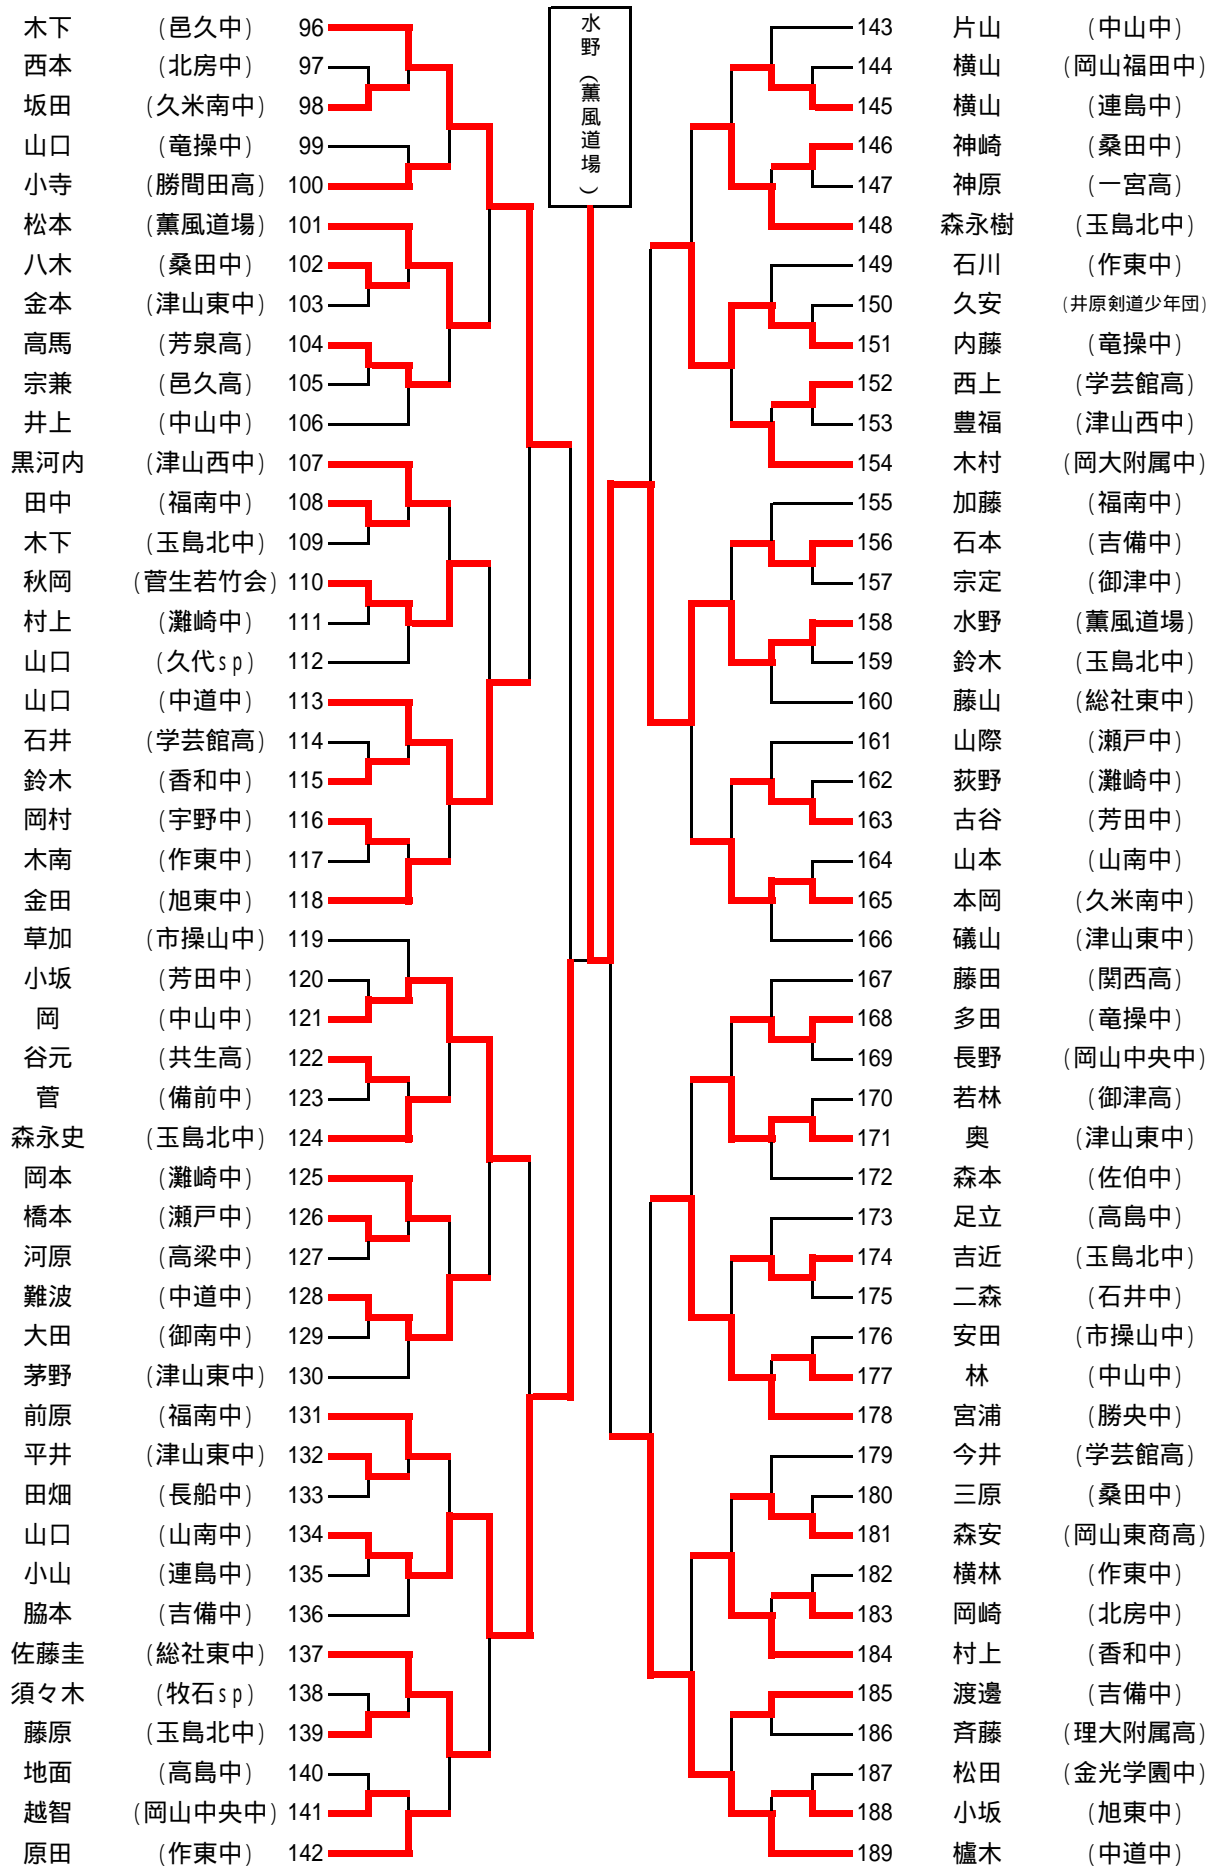 水野（薫風道場）
木下 (邑久中) 96
西本 (北房中) 97
坂田 (久米南中) 98
山口 (竜操中) 99
小寺 (勝間田高) 100
松本 (薫風道場) 101
八木 (桑田中) 102
金本 (津山東中) 103
高馬 (芳泉高) 104
宗兼 (邑久高) 105
井上 (中山中) 106
黒河内 (津山西中) 107
田中 (福南中) 108
木下 (玉島北中) 109
秋岡 (菅生若竹会) 110
村上 (灘崎中) 111
山口 (久代sp) 112
山口 (中道中) 113
石井 (学芸館高) 114
鈴木 (香和中) 115
岡村 (宇野中) 116
木南 (作東中) 117
金田 (旭東中) 118
草加 (市操山中) 119
小坂 (芳田中) 120
岡 (中山中) 121
谷元 (共生高) 122
菅 (備前中) 123
森永史 (玉島北中) 124
岡本 (灘崎中) 125
橋本 (瀬戸中) 126
河原 (高梁中) 127
難波 (中道中) 128
大田 (御南中) 129
茅野 (津山東中) 130
前原 (福南中) 131
平井 (津山東中) 132
田畑 (長船中) 133
山口 (山南中) 134
小山 (連島中) 135
脇本 (吉備中) 136
佐藤圭 (総社東中) 137
須々木 (牧石sp) 138
藤原 (玉島北中) 139
地面 (高島中) 140
越智 (岡山中央中) 141
原田 (作東中) 142
143 片山 (中山中)
144 横山 (岡山福田中)
145 横山 (連島中)
146 神崎 (桑田中)
147 神原 (一宮高)
148 森永樹 (玉島北中)
149 石川 (作東中)
150 久安 (井原剣道少年団)
151 内藤 (竜操中)
152 西上 (学芸館高)
153 豊福 (津山西中)
154 木村 (岡大附属中)
155 加藤 (福南中)
156 石本 (吉備中)
157 宗定 (御津中)
158 水野 (薫風道場)
159 鈴木 (玉島北中)
160 藤山 (総社東中)
161 山際 (瀬戸中)
162 荻野 (灘崎中)
163 古谷 (芳田中)
164 山本 (山南中)
165 本岡 (久米南中)
166 礒山 (津山東中)
167 藤田 (関西高)
168 多田 (竜操中)
169 長野 (岡山中央中)
170 若林 (御津高)
171 奥 (津山東中)
172 森本 (佐伯中)
173 足立 (高島中)
174 吉近 (玉島北中)
175 二森 (石井中)
176 安田 (市操山中)
177 林 (中山中)
178 宮浦 (勝央中)
179 今井 (学芸館高)
180 三原 (桑田中)
181 森安 (岡山東商高)
182 横林 (作東中)
183 岡崎 (北房中)
184 村上 (香和中)
185 渡邊 (吉備中)
186 斉藤 (理大附属高)
187 松田 (金光学園中)
188 小坂 (旭東中)
189 櫨木 (中道中)